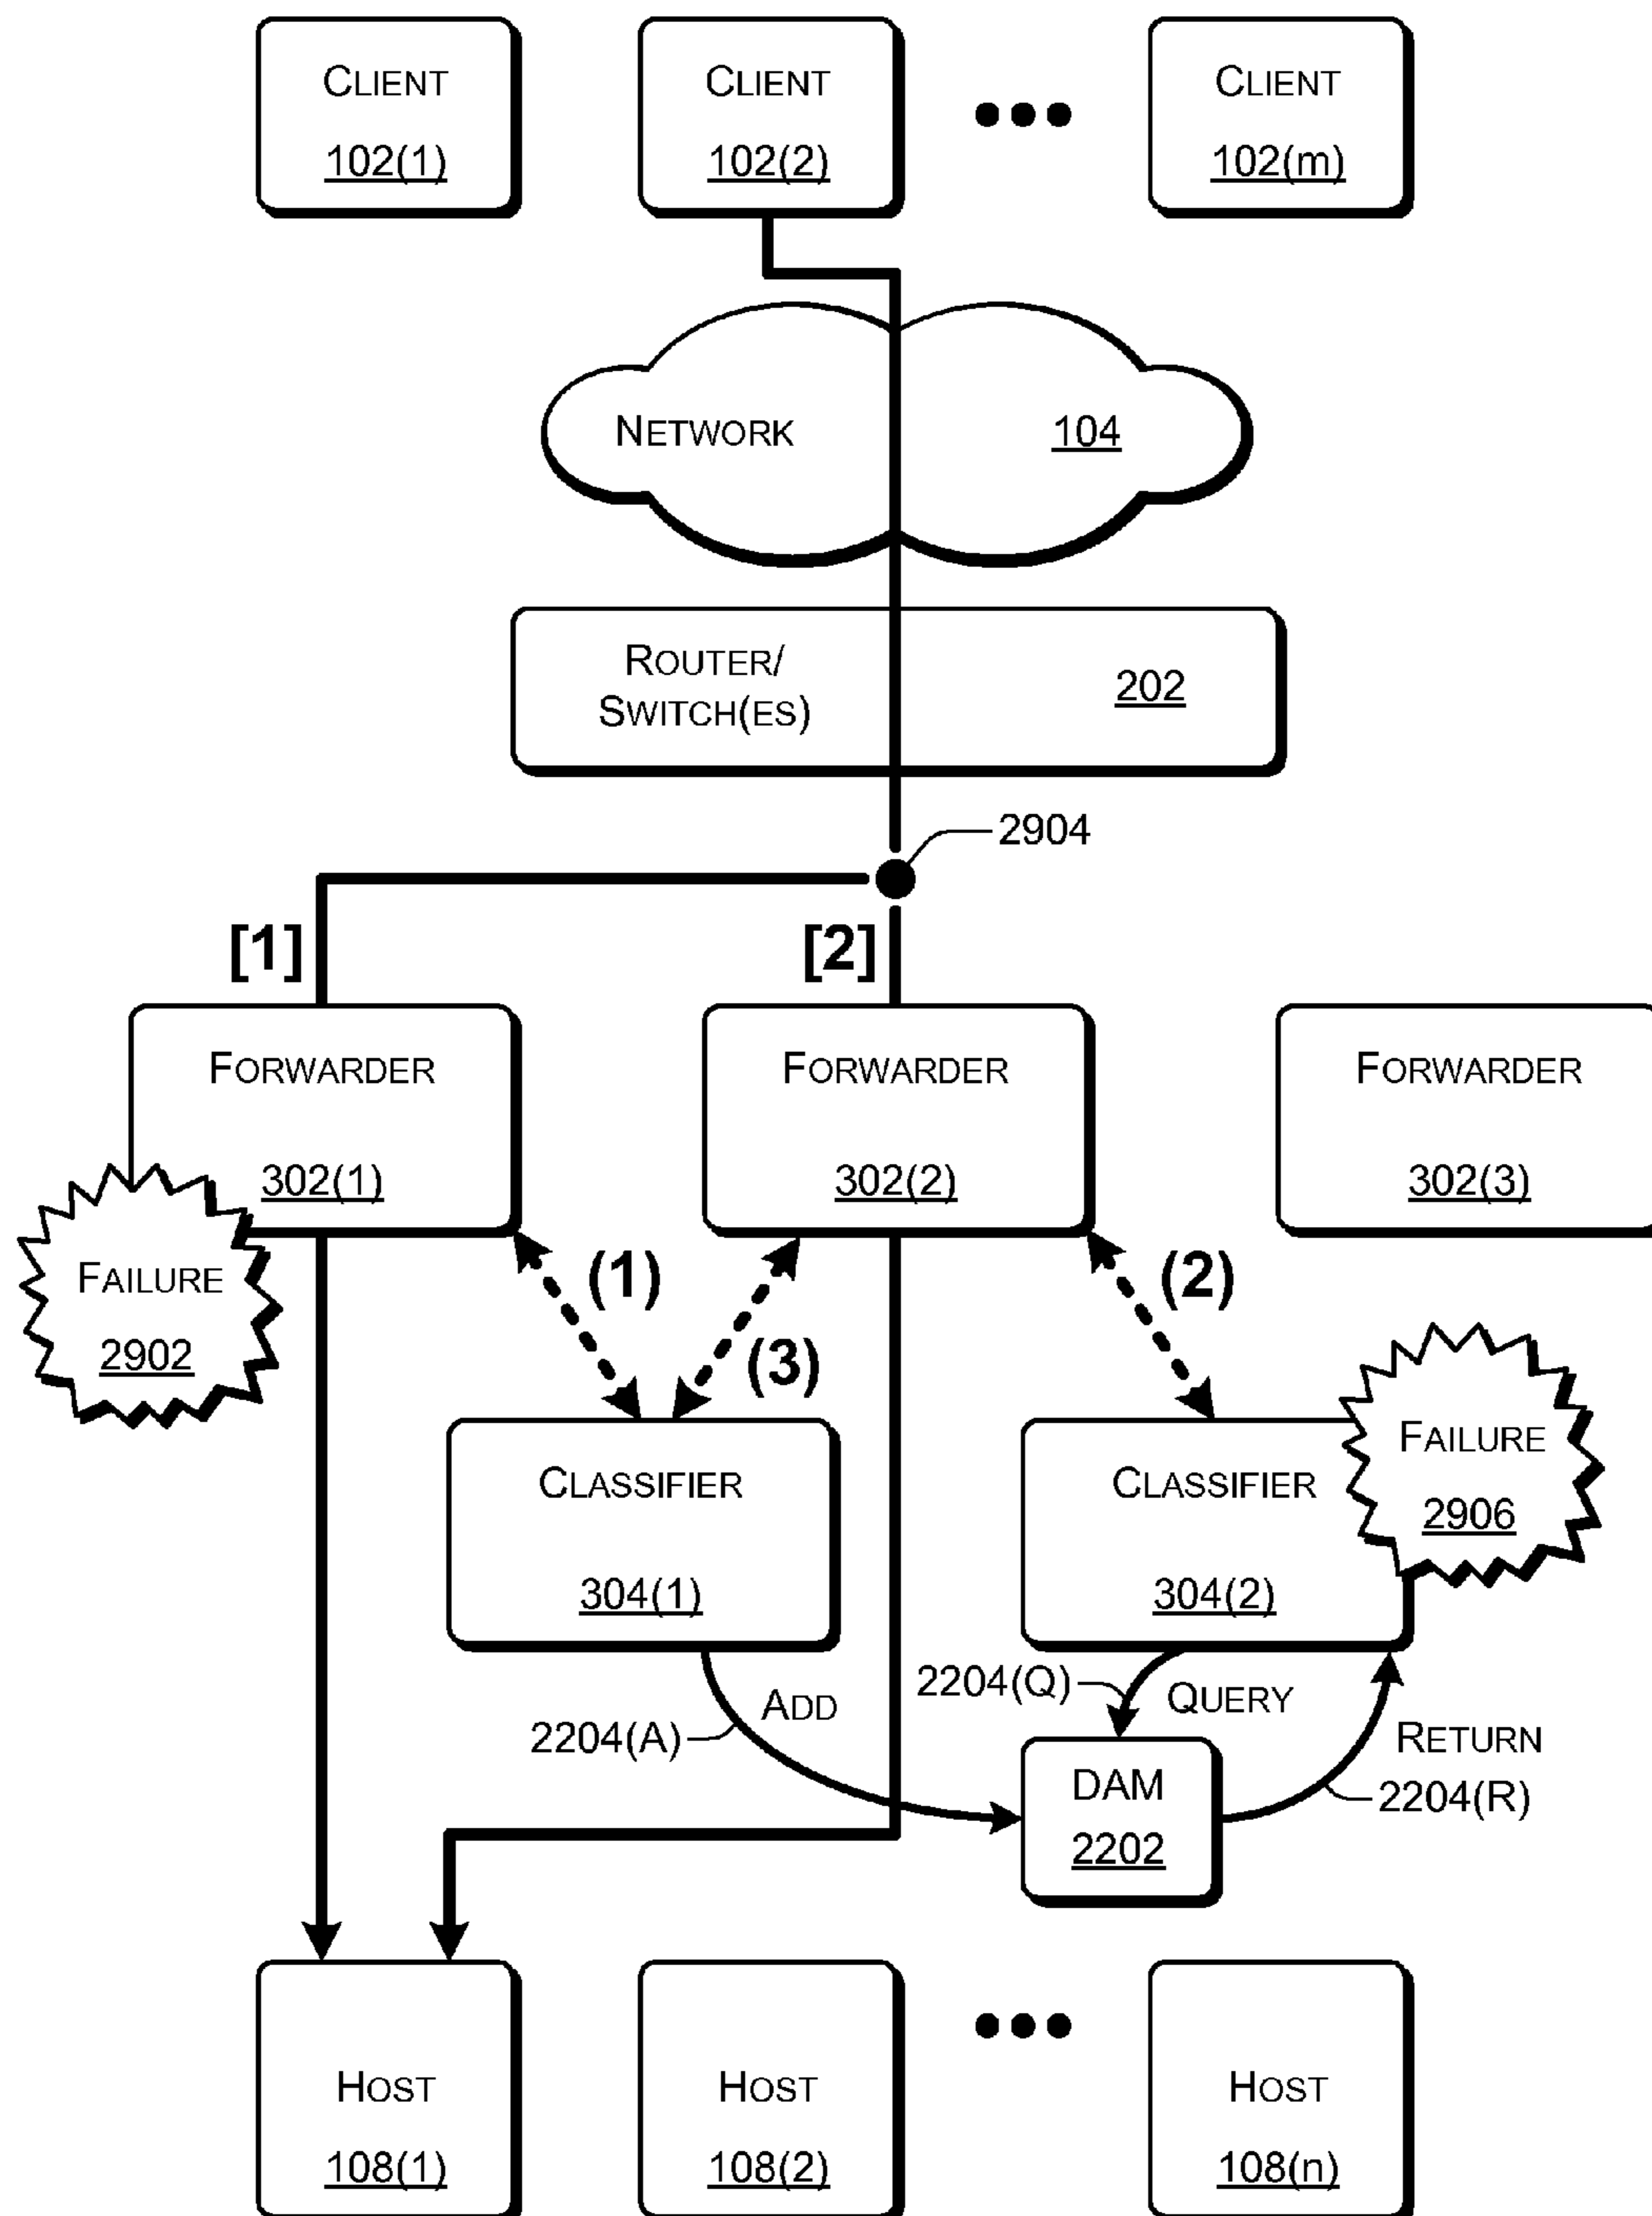 CLIENT
102(1)
CLIENT
102(2)
CLIENT
102(m)
NETWORK
104
ROUTER/
SWITCH(ES)
202
2904
[1]
[2]
FORWARDER
302(1)
FORWARDER
302(2)
FORWARDER
302(3)
FAILURE
2902
(1)
(3)
(2)
CLASSIFIER
304(1)
CLASSIFIER
304(2)
FAILURE
2906
2204(A)
ADD
2204(Q)
QUERY
RETURN
2204(R)
DAM
2202
HOST
108(1)
HOST
108(2)
HOST
108(n)